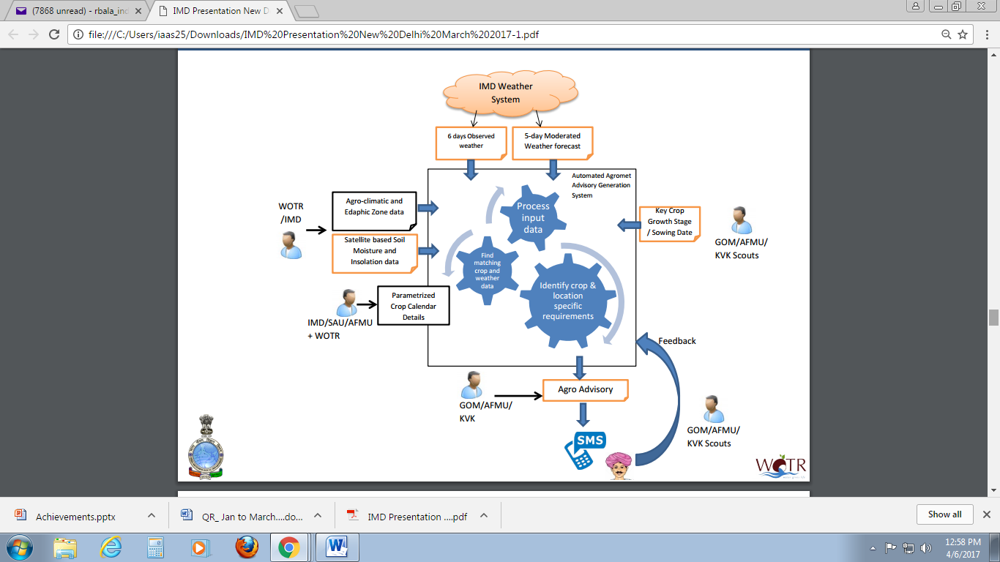 (7868 unread) - rbala_ind
IMD Presentation New D
file:///C:/Users/iaas25/Downloads/IMD%20Presentation%20New%20Delhi%20March%202017-1.pdf
IMD Weather
System
6 days Observed
weather
5-day Moderated
Weather forecast
Automated Agromet
Advisory Generation
System
WOTR
/IMD
Agro-climatic and
Edaphic Zone data
Satellite based Soil
Moisture and
Insolation data
Process
input
data
Find
matching
crop and
weather
data
Identify crop &
location
specific
requirements
Key Crop
Growth Stage
/ Sowing Date
GOM/AFMU/
KVK Scouts
Parametrized
Crop Calendar
Details
IMD/SAU/AFMU
+ WOTR
Feedback
GOM/AFMU/
KVK
Agro Advisory
SMS
GOM/AFMU/
KVK Scouts
WOTR
Achievements.pptx
QR_ Jan to March....do...
IMD Presentation ....pdf
Show all
12:58 PM
4/6/2017